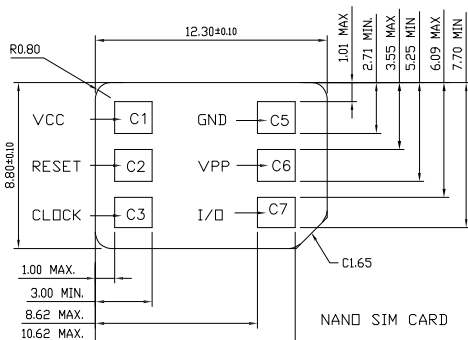 12.30±0.10
1.01 MAX
2.71 MIN.
3.55 MAX
5.25 MIN
6.09 MAX
7.70 MIN
R0.80
8.80±0.10
VCC C1 GND C5
RESET C2 VPP C6
CLOCK C3 I/O C7
C1.65
1.00 MAX.
3.00 MIN.
8.62 MAX.
10.62 MAX.
NANO SIM CARD